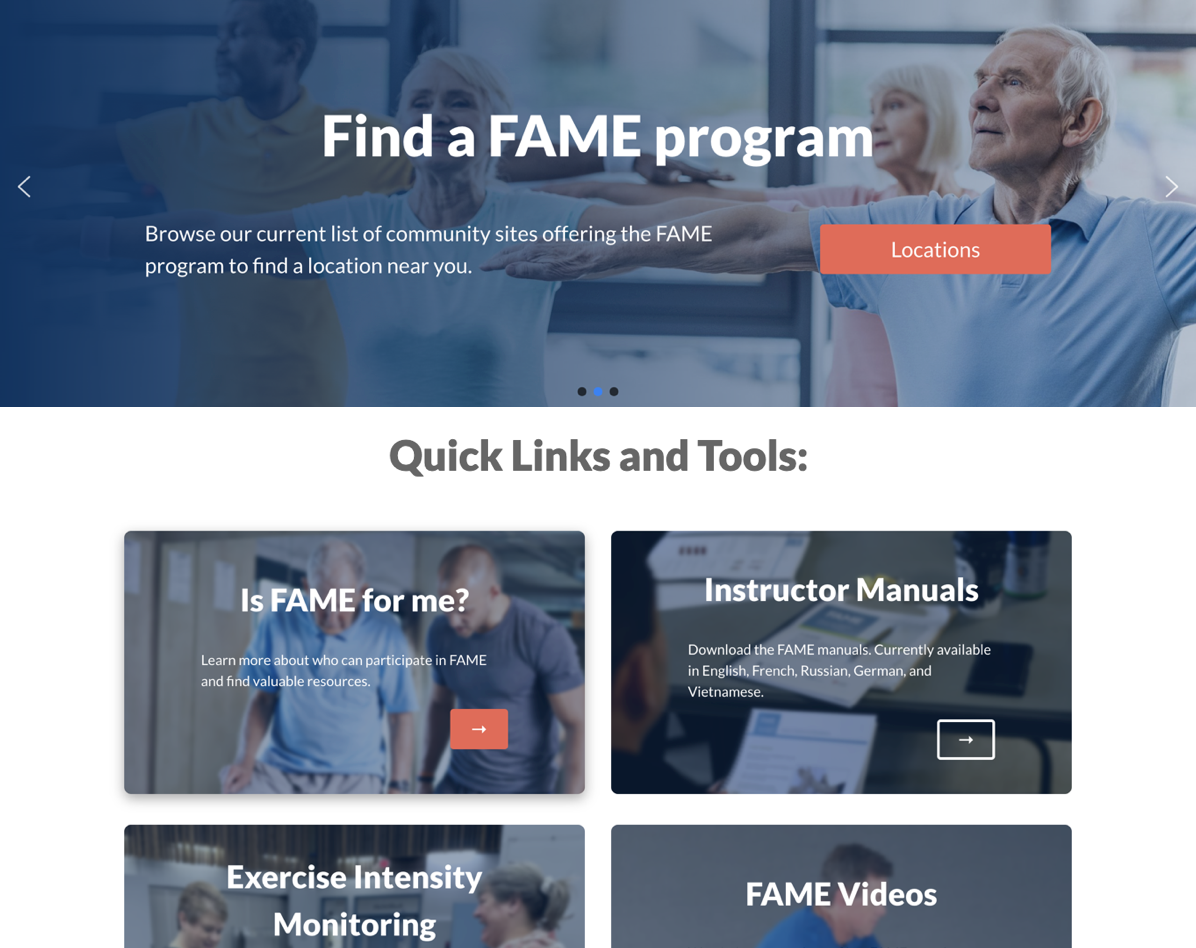 Find a FAME program
Browse our current list of community sites offering the FAME
program to find a location near you.
Locations
Quick Links and Tools:
Is FAME for me?
Learn more about who can participate in FAME
and find valuable resources.
→
Instructor Manuals
Download the FAME manuals. Currently available
in English, French, Russian, German, and
Vietnamese.
→
Exercise Intensity
Monitoring
FAME Videos